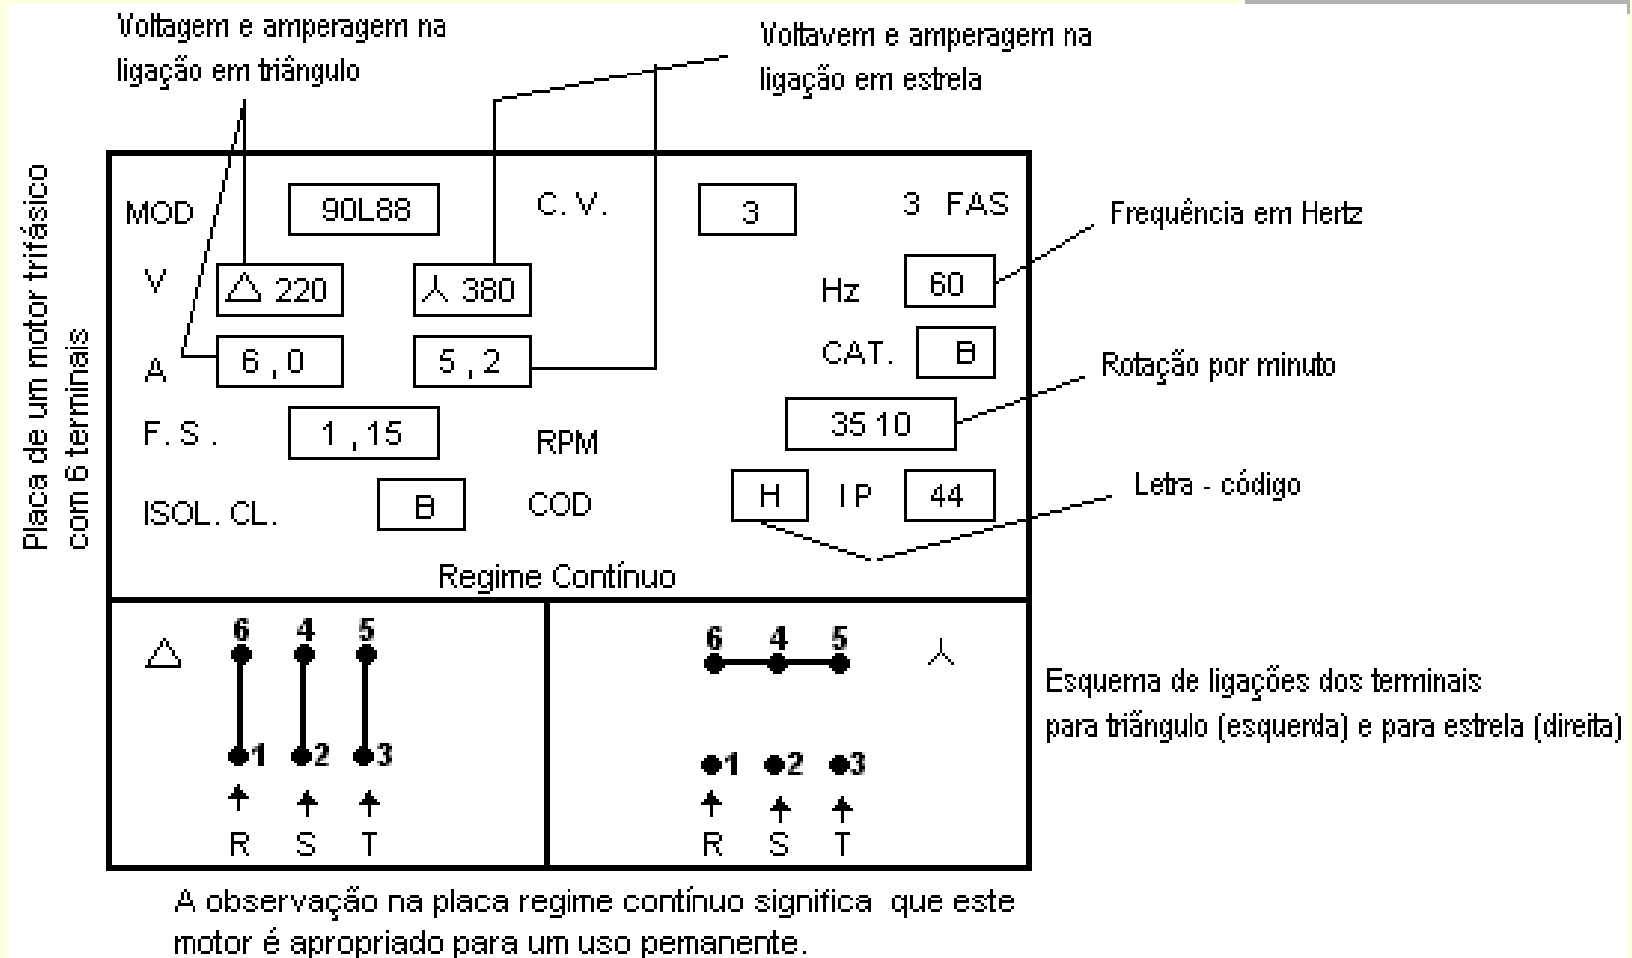 Voltagem e amperagem na
ligação em triângulo
Voltavem e amperagem na
ligação em estrela
Placa de um motor trifásico
com 6 terminais
MOD 90L88 C. V. 3 3 FAS
V △ 220 ⅄ 380 Hz 60
A 6 , 0 5 , 2 CAT. B
F. S . 1 , 15 RPM 35 10
ISOL. CL. B COD H I P 44
Regime Contínuo
Frequência em Hertz
Rotação por minuto
Letra - código
△ 6 4 5
1 2 3
R S T
6 4 5 ⅄
1 2 3
R S T
Esquema de ligações dos terminais
para triângulo (esquerda) e para estrela (direita)
A observação na placa regime contínuo significa que este
motor é apropriado para um uso pemanente.